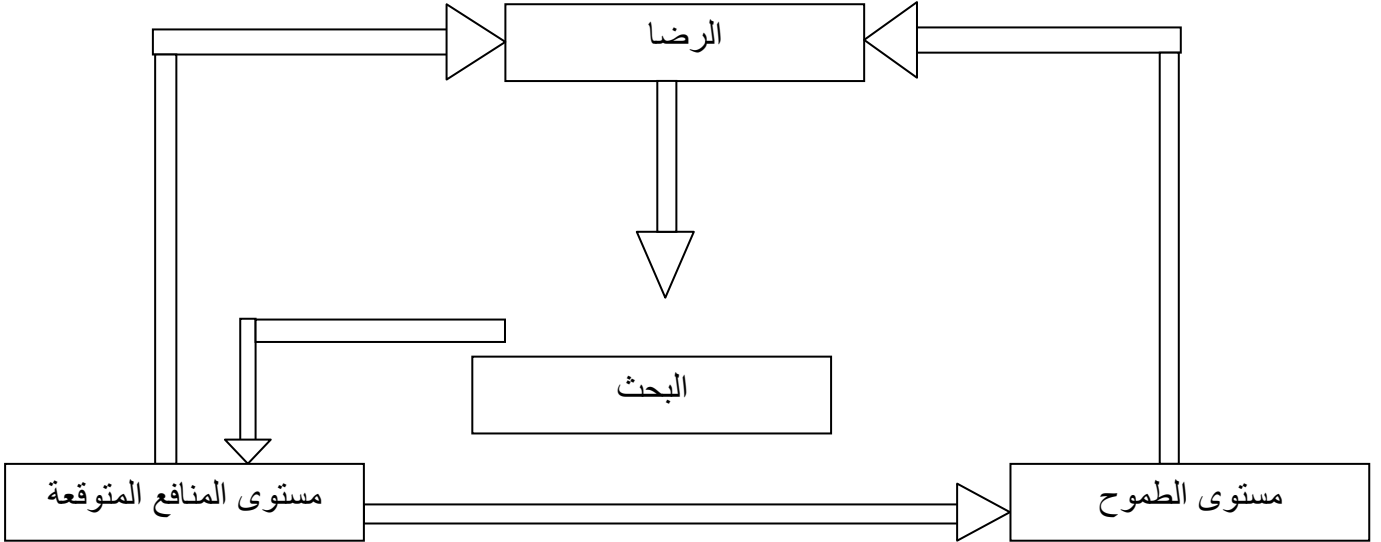 الرضا
البحث
مستوى الطموح
مستوى المنافع المتوقعة